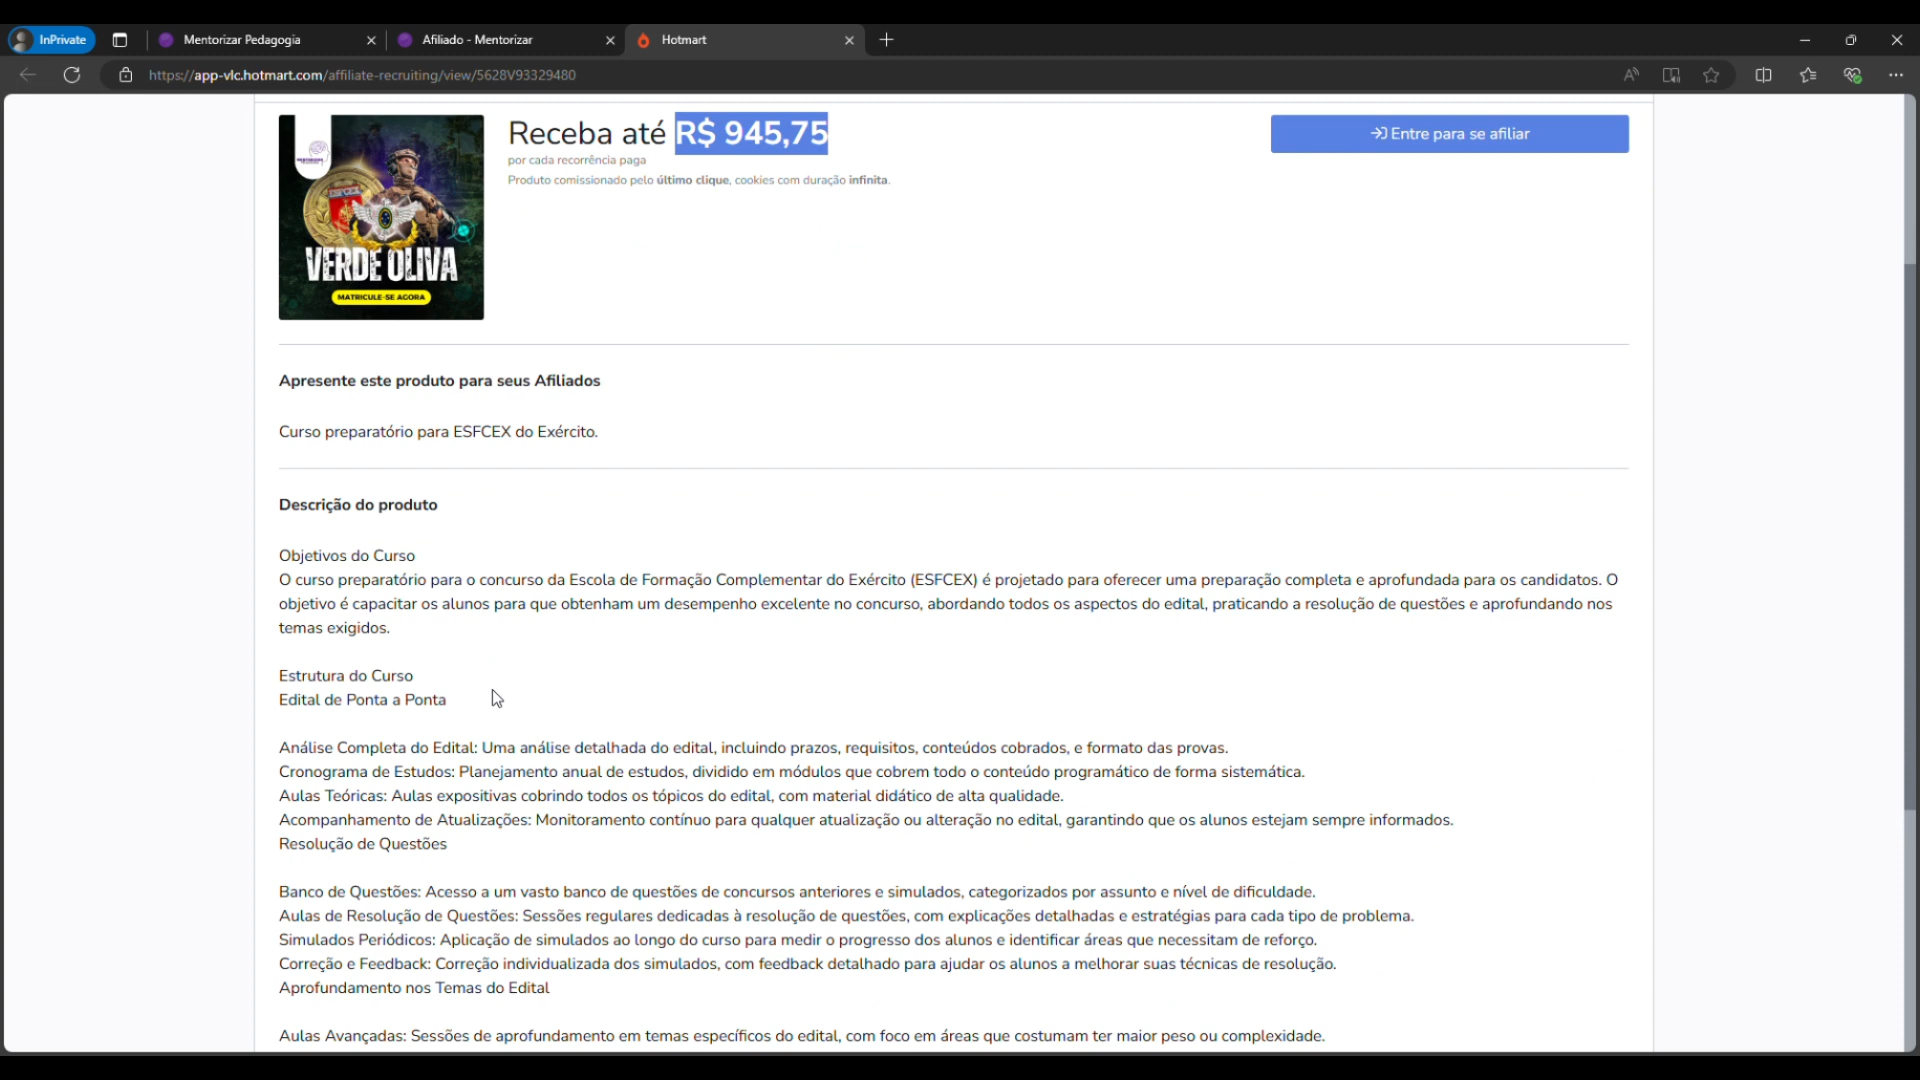 InPrivate
Mentorizar Pedagogia
Afiliado - Mentorizar
Hotmart
https://app-vlc.hotmart.com/affiliate-recruiting/view/5628V93329480
Receba até R$ 945,75
por cada recorrência paga
Produto comissionado pelo último clique, cookies com duração infinita.
Entre para se afiliar
VERDE OLIVA
MATRICULE-SE AGORA
Apresente este produto para seus Afiliados
Curso preparatório para ESFCEX do Exército.
Descrição do produto
Objetivos do Curso
O curso preparatório para o concurso da Escola de Formação Complementar do Exército (ESFCEX) é projetado para oferecer uma preparação completa e aprofundada para os candidatos. O
objetivo é capacitar os alunos para que obtenham um desempenho excelente no concurso, abordando todos os aspectos do edital, praticando a resolução de questões e aprofundando nos
temas exigidos.
Estrutura do Curso
Edital de Ponta a Ponta
Análise Completa do Edital: Uma análise detalhada do edital, incluindo prazos, requisitos, conteúdos cobrados, e formato das provas.
Cronograma de Estudos: Planejamento anual de estudos, dividido em módulos que cobrem todo o conteúdo programático de forma sistemática.
Aulas Teóricas: Aulas expositivas cobrindo todos os tópicos do edital, com material didático de alta qualidade.
Acompanhamento de Atualizações: Monitoramento contínuo para qualquer atualização ou alteração no edital, garantindo que os alunos estejam sempre informados.
Resolução de Questões
Banco de Questões: Acesso a um vasto banco de questões de concursos anteriores e simulados, categorizados por assunto e nível de dificuldade.
Aulas de Resolução de Questões: Sessões regulares dedicadas à resolução de questões, com explicações detalhadas e estratégias para cada tipo de problema.
Simulados Periódicos: Aplicação de simulados ao longo do curso para medir o progresso dos alunos e identificar áreas que necessitam de reforço.
Correção e Feedback: Correção individualizada dos simulados, com feedback detalhado para ajudar os alunos a melhorar suas técnicas de resolução.
Aprofundamento nos Temas do Edital
Aulas Avançadas: Sessões de aprofundamento em temas específicos do edital, com foco em áreas que costumam ter maior peso ou complexidade.